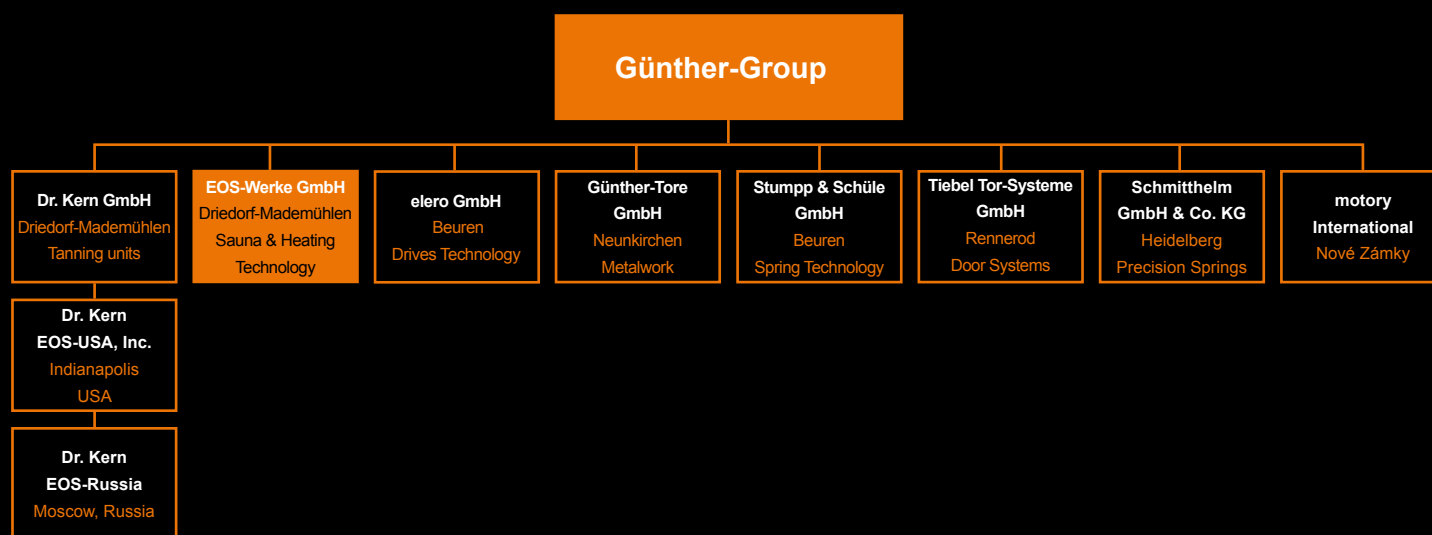 Günther-Group
Dr. Kern GmbH
Driedorf-Mademühlen
Tanning units
EOS-Werke GmbH
Driedorf-Mademühlen
Sauna & Heating
Technology
elero GmbH
Beuren
Drives Technology
Günther-Tore
GmbH
Neunkirchen
Metalwork
Stumpp & Schüle
GmbH
Beuren
Spring Technology
Tiebel Tor-Systeme
GmbH
Rennerod
Door Systems
Schmitthelm
GmbH & Co. KG
Heidelberg
Precision Springs
motory
International
Nové Zámky
Dr. Kern
EOS-USA, Inc.
Indianapolis
USA
Dr. Kern
EOS-Russia
Moscow, Russia